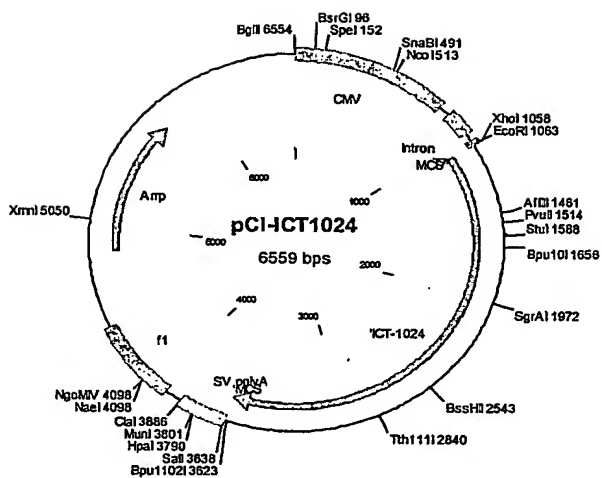 BglI 6554
BsrGI 96
SpeI 152
SnaBI 491
NcoI 513
CMV
XhoI 1058
EcoRI 1063
Intron
MCS
Amp
6000
1000
XmnI 5050
pCI-ICT1024
5000
6559 bps
2000
AflII 1481
PvuII 1514
StuI 1588
Bpu10I 1656
4000
3000
SgrAI 1972
f1
'ICT-1024
SV polyA
MCS
NgoMIV 4098
NaeI 4098
ClaI 3886
MunI 3801
HpaI 3790
SalI 3638
Bpu1102I 3623
BssHII 2543
Tth111I 2840